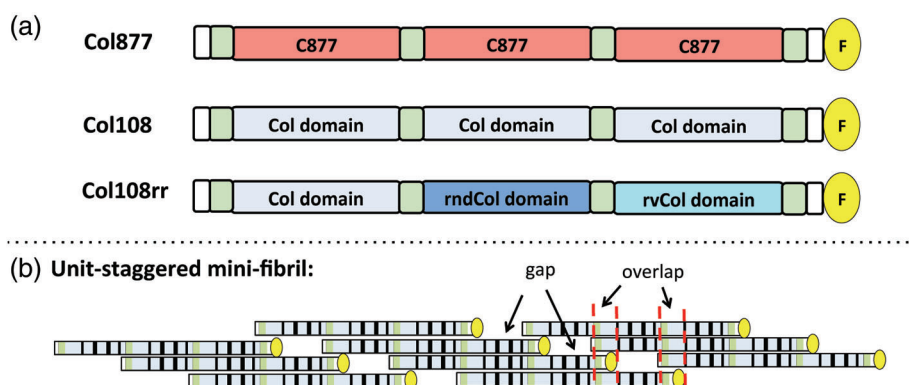 (a)
Col877 C877 C877 C877 F
Col108 Col domain Col domain Col domain F
Col108rr Col domain rndCol domain rvCol domain F
(b) Unit-staggered mini-fibril:
gap overlap